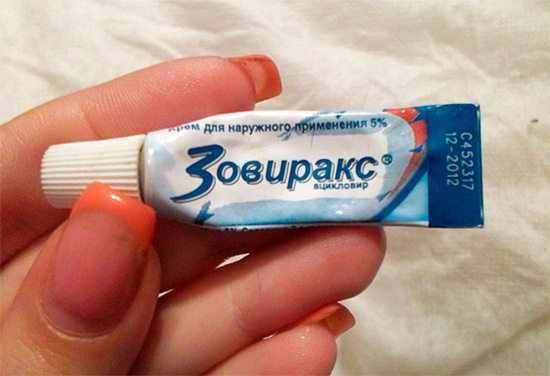 Крем для наружного применения 5%
Зовиракс®
ацикловир
C452317
12-2012